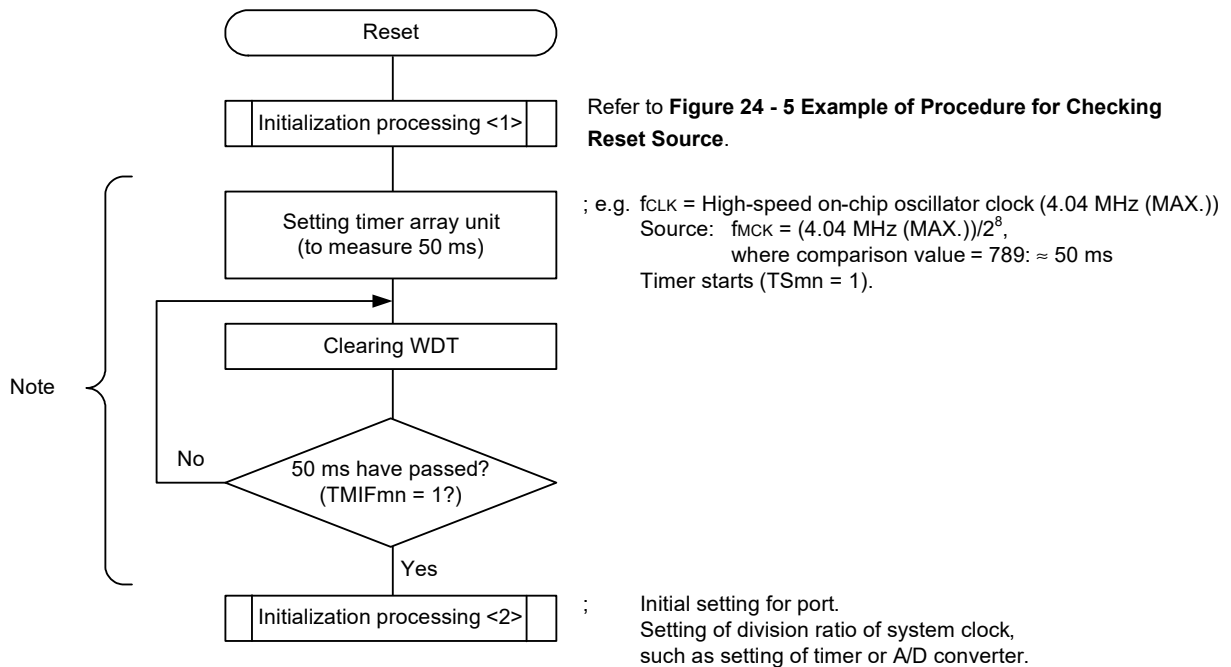 Reset
Initialization processing <1>
Refer to Figure 24 - 5 Example of Procedure for Checking
Reset Source.
Setting timer array unit
(to measure 50 ms)
; e.g. fCLK = High-speed on-chip oscillator clock (4.04 MHz (MAX.))
Source: fMCK = (4.04 MHz (MAX.))/2⁸,
where comparison value = 789: ≈ 50 ms
Timer starts (TSmn = 1).
Clearing WDT
Note
No
50 ms have passed?
(TMIFmn = 1?)
Yes
Initialization processing <2>
; Initial setting for port.
Setting of division ratio of system clock,
such as setting of timer or A/D converter.